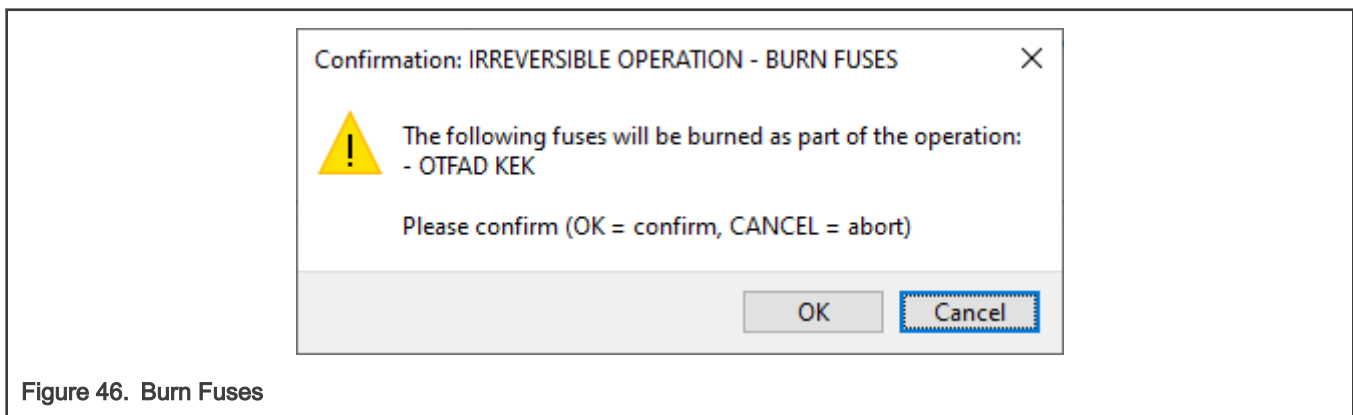 Confirmation: IRREVERSIBLE OPERATION - BURN FUSES
The following fuses will be burned as part of the operation:
- OTFAD KEK
Please confirm (OK = confirm, CANCEL = abort)
OK
Cancel
Figure 46. Burn Fuses